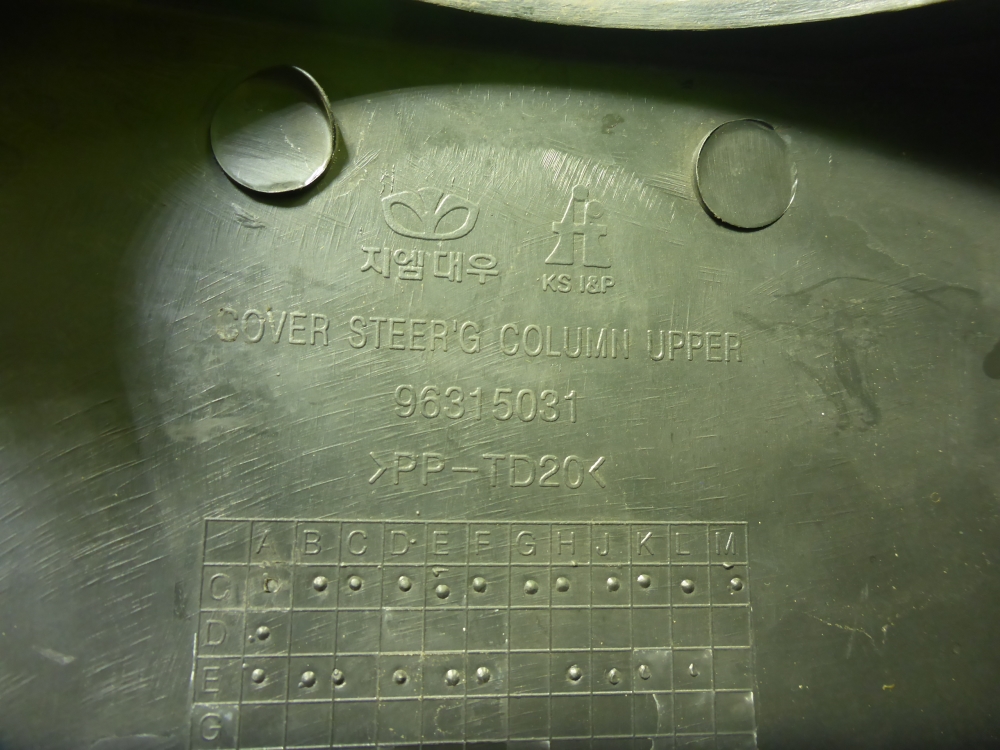 지엠대우
KS I&P
COVER STEER'G COLUMN UPPER
96315031
>PP-TD20<
A B C D E F G H J K L M
C
D
E
G